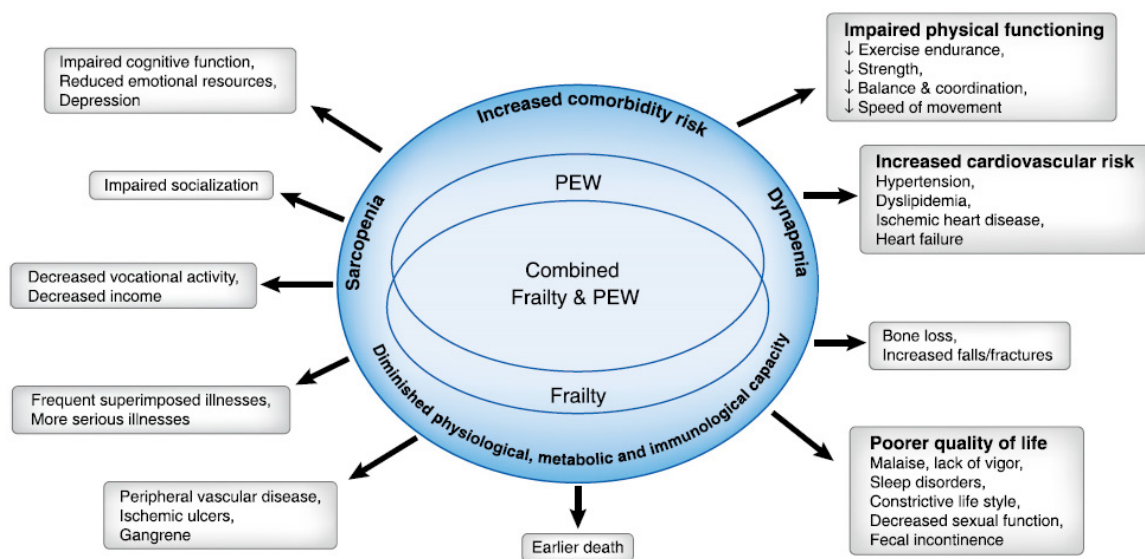 Impaired cognitive function,
Reduced emotional resources,
Depression
Impaired socialization
Decreased vocational activity,
Decreased income
Frequent superimposed illnesses,
More serious illnesses
Peripheral vascular disease,
Ischemic ulcers,
Gangrene
Increased comorbidity risk
Sarcopenia
Dynapenia
PEW
Combined
Frailty & PEW
Frailty
Diminished physiological, metabolic and immunological capacity
Earlier death
Impaired physical functioning
↓ Exercise endurance,
↓ Strength,
↓ Balance & coordination,
↓ Speed of movement
Increased cardiovascular risk
Hypertension,
Dyslipidemia,
Ischemic heart disease,
Heart failure
Bone loss,
Increased falls/fractures
Poorer quality of life
Malaise, lack of vigor,
Sleep disorders,
Constrictive life style,
Decreased sexual function,
Fecal incontinence